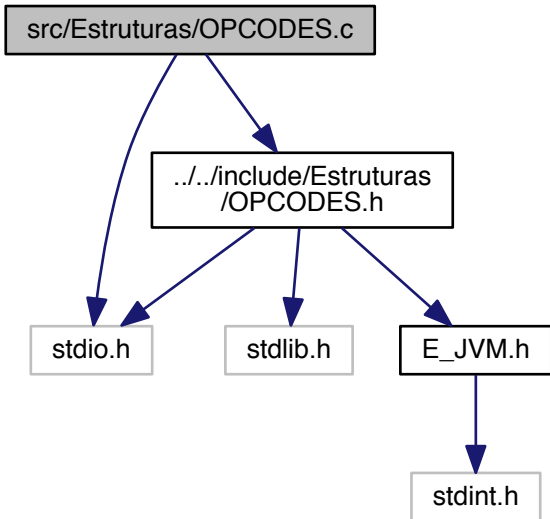 src/Estruturas/OPCODES.c
../../include/Estruturas
/OPCODES.h
stdio.h
stdlib.h
E_JVM.h
stdint.h